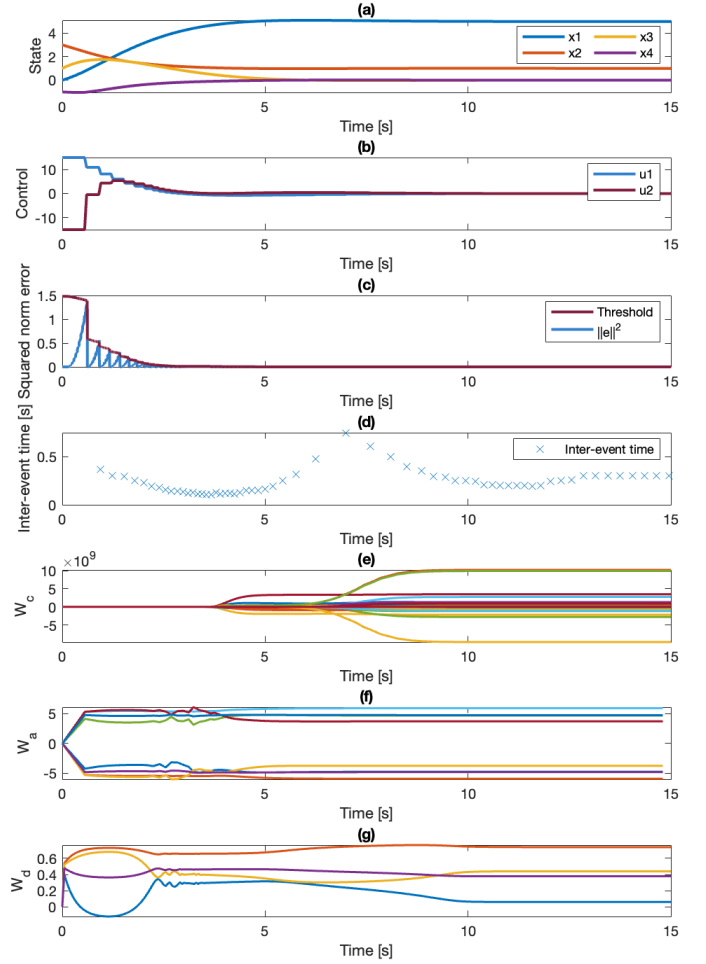 (a)
State
4
2
0
x1 x3
x2 x4
0 5 10 15
Time [s]
(b)
Control
10
0
-10
u1
u2
0 5 10 15
Time [s]
(c)
Squared norm error
1.5
1
0.5
0
Threshold
||e||²
0 5 10 15
Time [s]
(d)
Inter-event time [s]
0.5
0
Inter-event time
0 5 10 15
Time [s]
(e)
×10⁹
W_c
10
5
0
-5
0 5 10 15
Time [s]
(f)
W_a
5
0
-5
0 5 10 15
Time [s]
(g)
W_d
0.6
0.4
0.2
0
0 5 10 15
Time [s]